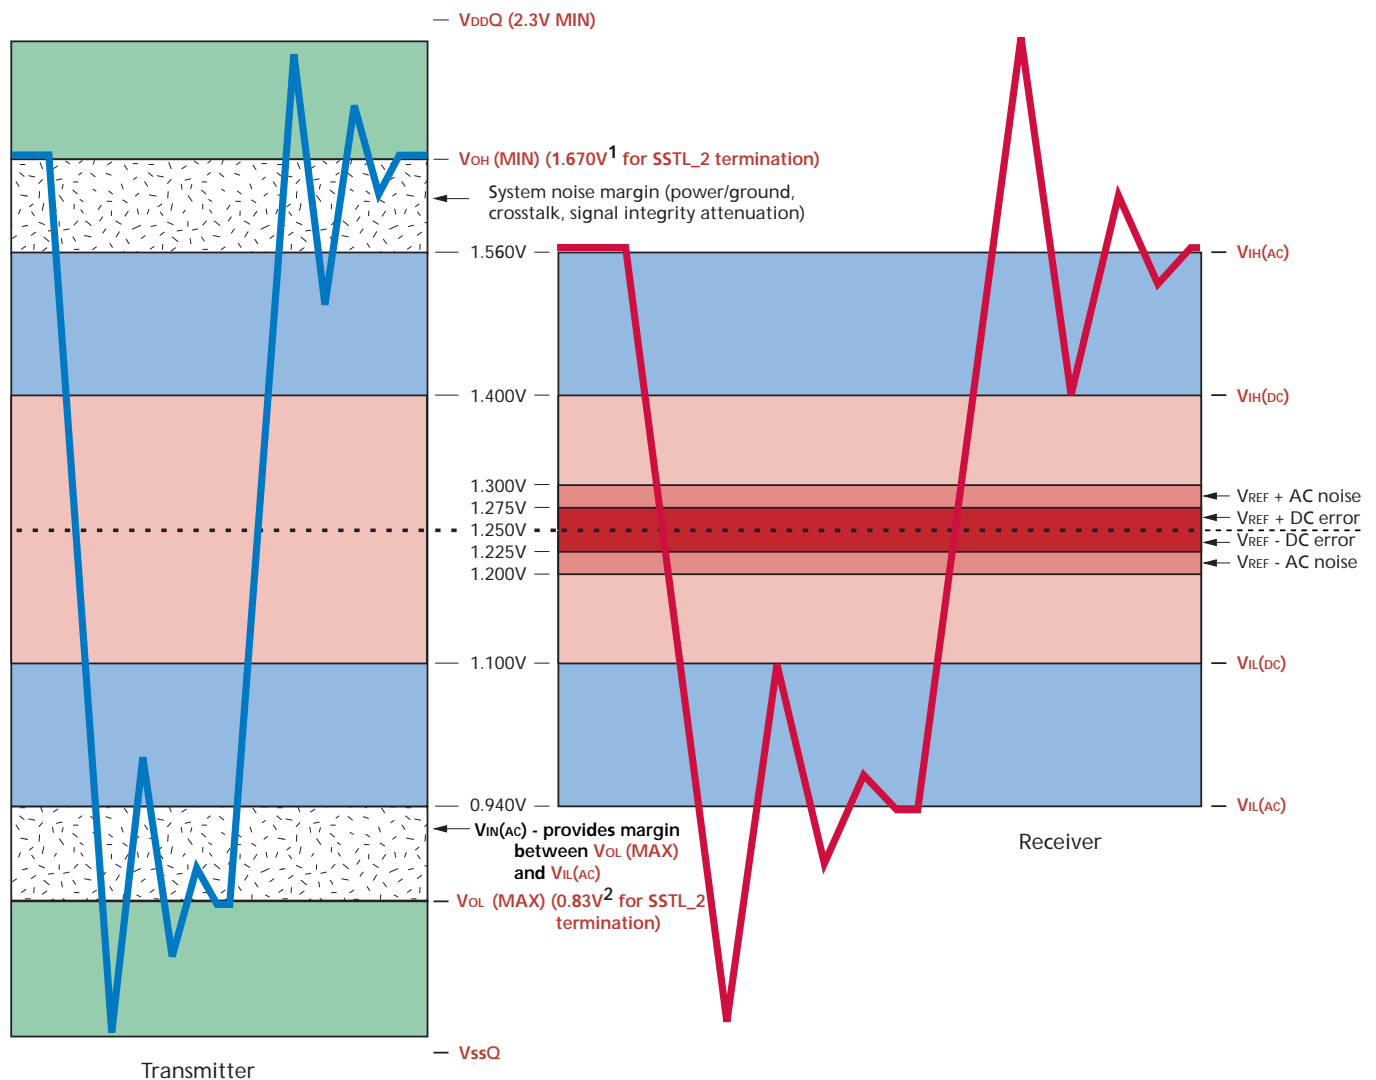 VDDQ (2.3V MIN)
VOH (MIN) (1.670V1 for SSTL_2 termination)
System noise margin (power/ground,
crosstalk, signal integrity attenuation)
1.560V
VIH(AC)
1.400V
VIH(DC)
1.300V
VREF + AC noise
1.275V
VREF + DC error
1.250V
VREF - DC error
1.225V
VREF - AC noise
1.200V
1.100V
VIL(DC)
0.940V
VIL(AC)
VIN(AC) - provides margin
between VOL (MAX)
and VIL(AC)
Receiver
VOL (MAX) (0.83V2 for SSTL_2
termination)
VssQ
Transmitter